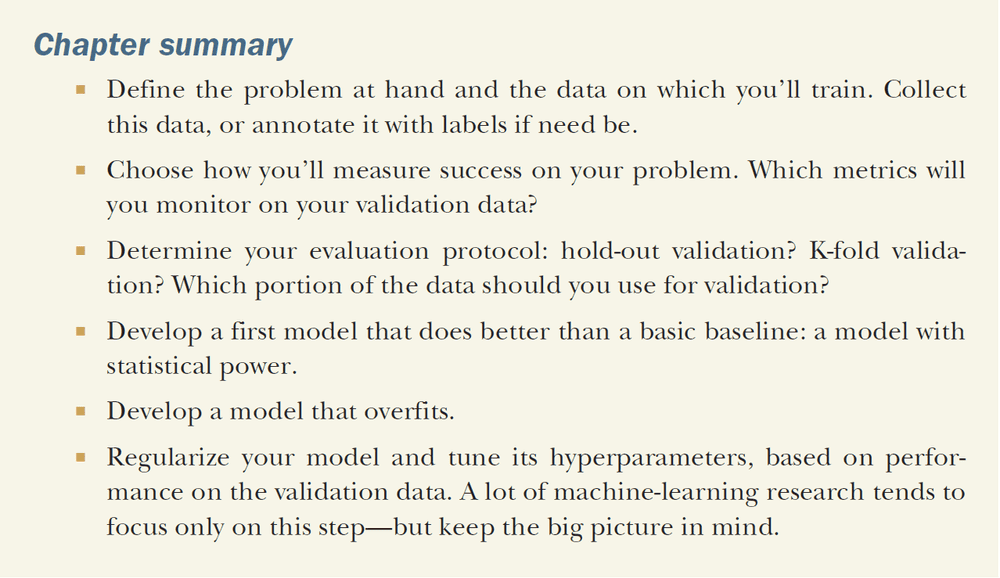 Chapter summary
Define the problem at hand and the data on which you'll train. Collect
this data, or annotate it with labels if need be.
Choose how you'll measure success on your problem. Which metrics will
you monitor on your validation data?
Determine your evaluation protocol: hold-out validation? K-fold valida-
tion? Which portion of the data should you use for validation?
Develop a first model that does better than a basic baseline: a model with
statistical power.
Develop a model that overfits.
Regularize your model and tune its hyperparameters, based on perfor-
mance on the validation data. A lot of machine-learning research tends to
focus only on this step—but keep the big picture in mind.